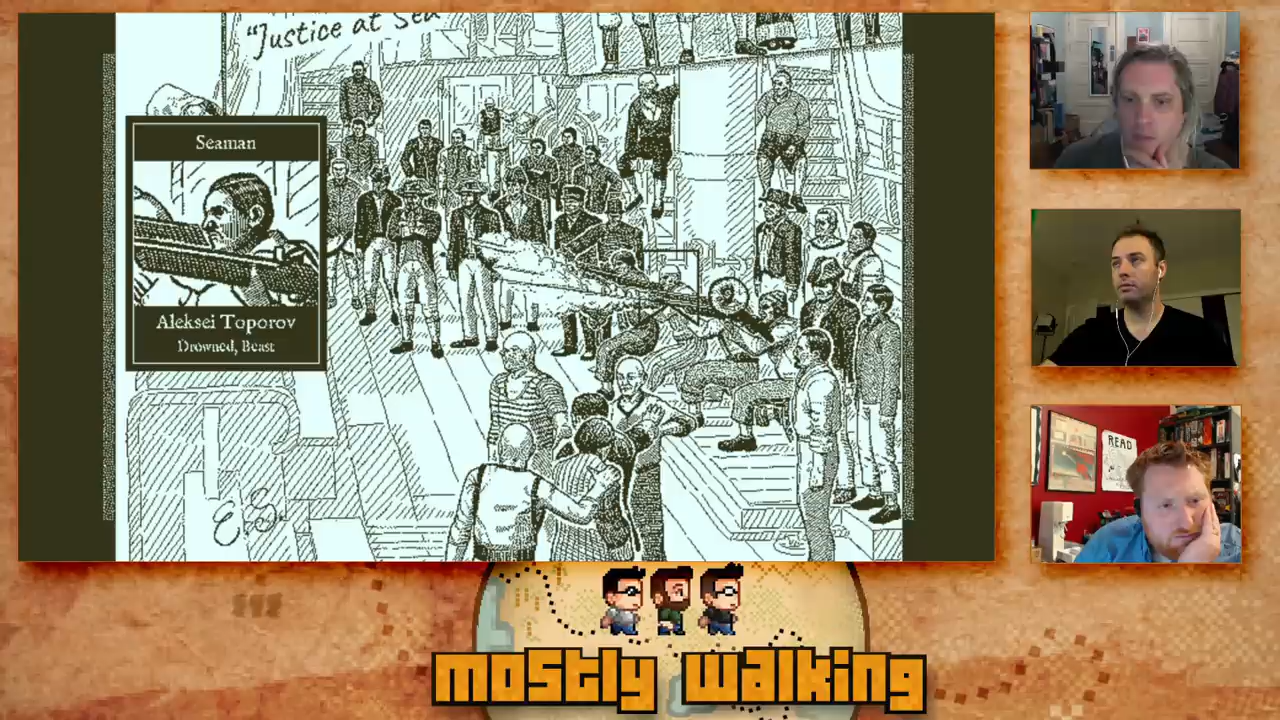 "Justice at Sea
Seaman
Aleksei Toporov
Drowned, Beast
E.S.
READ
mostly walking